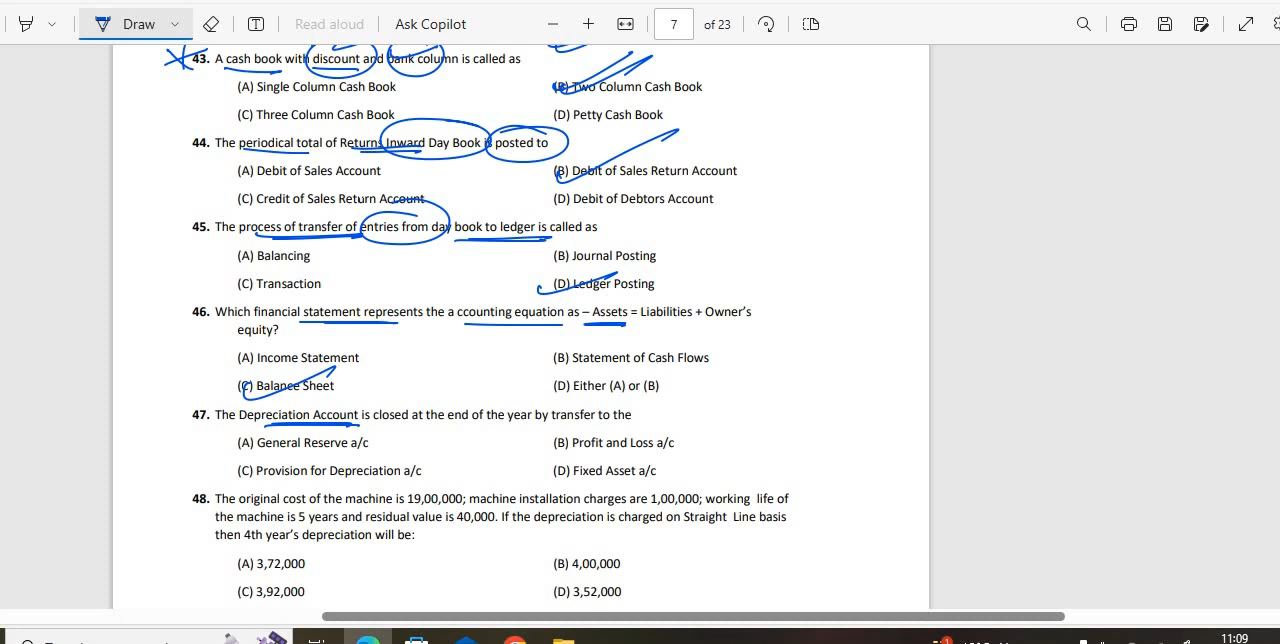 Draw
Read aloud
Ask Copilot
7 of 23
43. A cash book with discount and bank column is called as
(A) Single Column Cash Book (B) Two Column Cash Book
(C) Three Column Cash Book (D) Petty Cash Book
44. The periodical total of Returns Inward Day Book is posted to
(A) Debit of Sales Account (B) Debit of Sales Return Account
(C) Credit of Sales Return Account (D) Debit of Debtors Account
45. The process of transfer of entries from day book to ledger is called as
(A) Balancing (B) Journal Posting
(C) Transaction (D) Ledger Posting
46. Which financial statement represents the a ccounting equation as – Assets = Liabilities + Owner's
equity?
(A) Income Statement (B) Statement of Cash Flows
(C) Balance Sheet (D) Either (A) or (B)
47. The Depreciation Account is closed at the end of the year by transfer to the
(A) General Reserve a/c (B) Profit and Loss a/c
(C) Provision for Depreciation a/c (D) Fixed Asset a/c
48. The original cost of the machine is 19,00,000; machine installation charges are 1,00,000; working life of
the machine is 5 years and residual value is 40,000. If the depreciation is charged on Straight Line basis
then 4th year's depreciation will be:
(A) 3,72,000 (B) 4,00,000
(C) 3,92,000 (D) 3,52,000
11:09